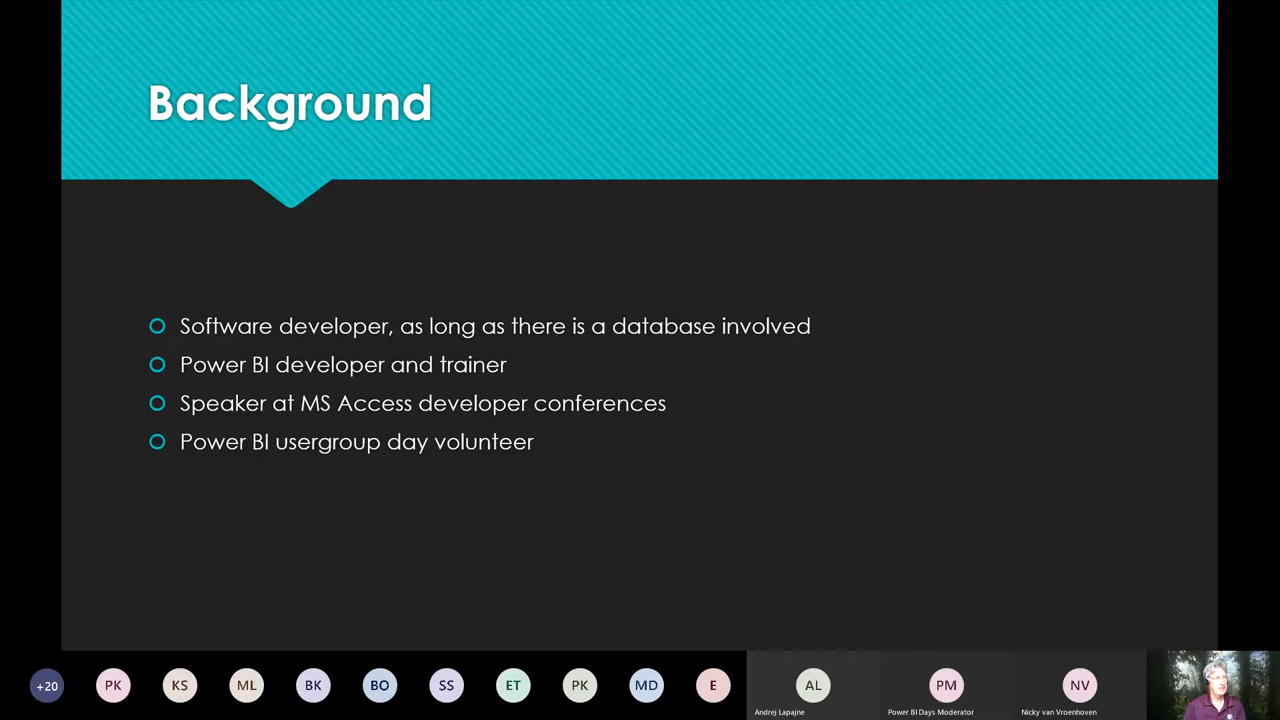 Background
Software developer, as long as there is a database involved
Power BI developer and trainer
Speaker at MS Access developer conferences
Power BI usergroup day volunteer
+20
PK
KS
ML
BK
BO
SS
ET
PK
MD
E
AL
PM
NV
Andrej Lapajne
Power BI Days Moderator
Nicky van Vroenhoven